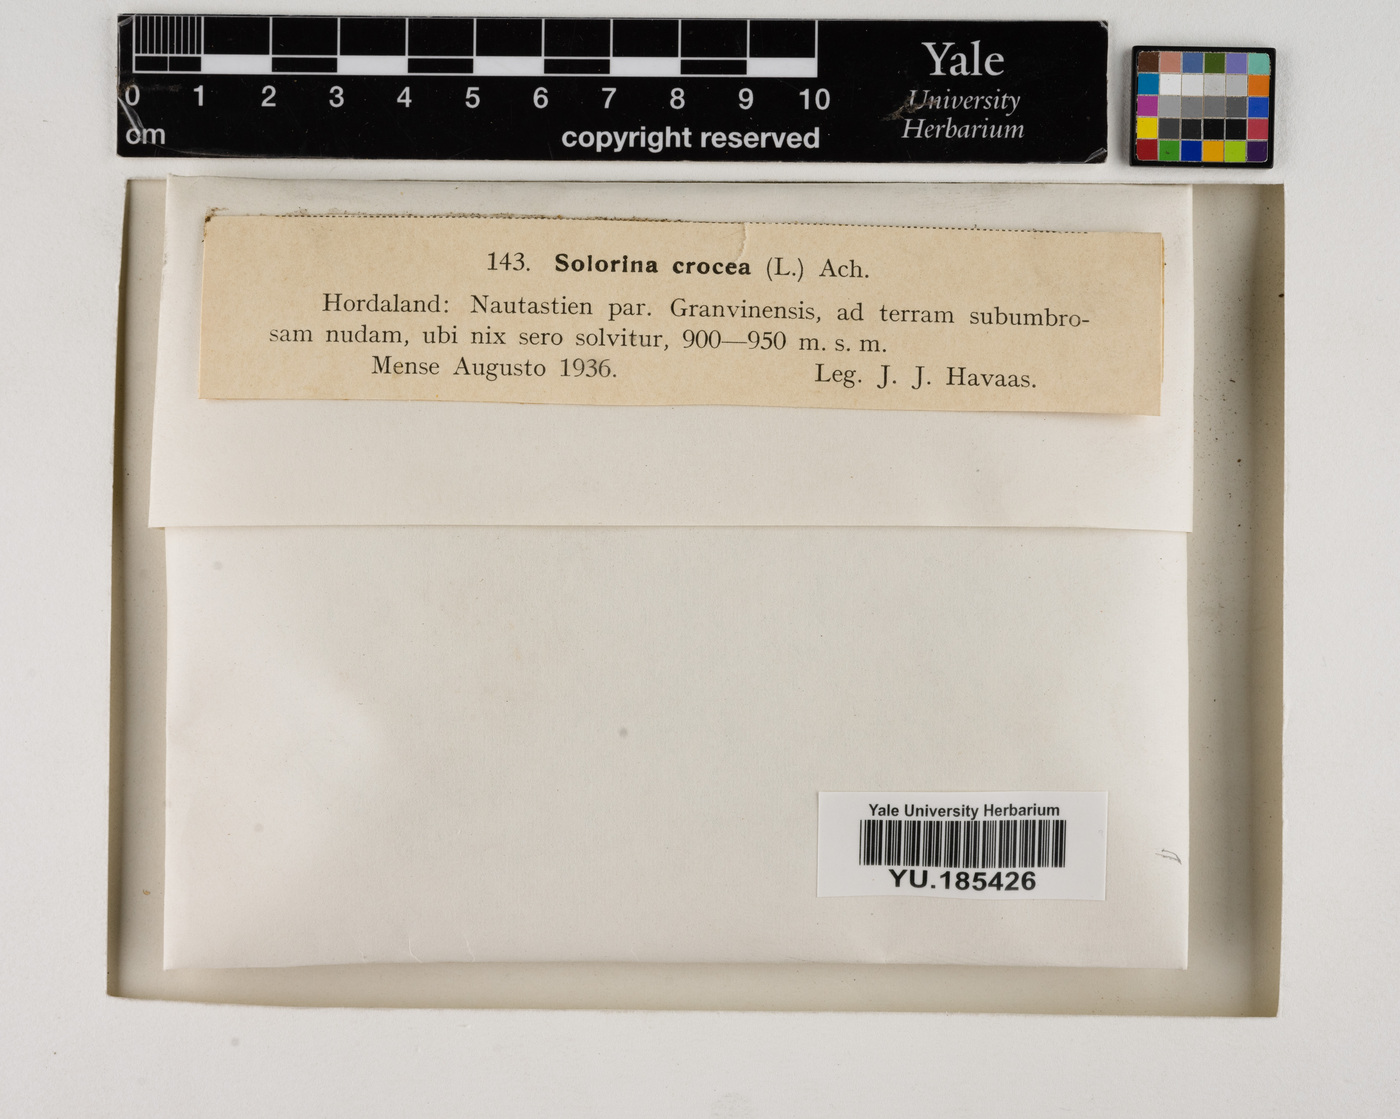 0 1 2 3 4 5 6 7 8 9 10
cm
copyright reserved
Yale
University
Herbarium
143. Solorina crocea (L.) Ach.
Hordaland: Nautastien par. Granvinensis, ad terram subumbro-
sam nudam, ubi nix sero solvitur, 900—950 m. s. m.
Mense Augusto 1936. Leg. J. J. Havaas.
Yale University Herbarium
YU.185426